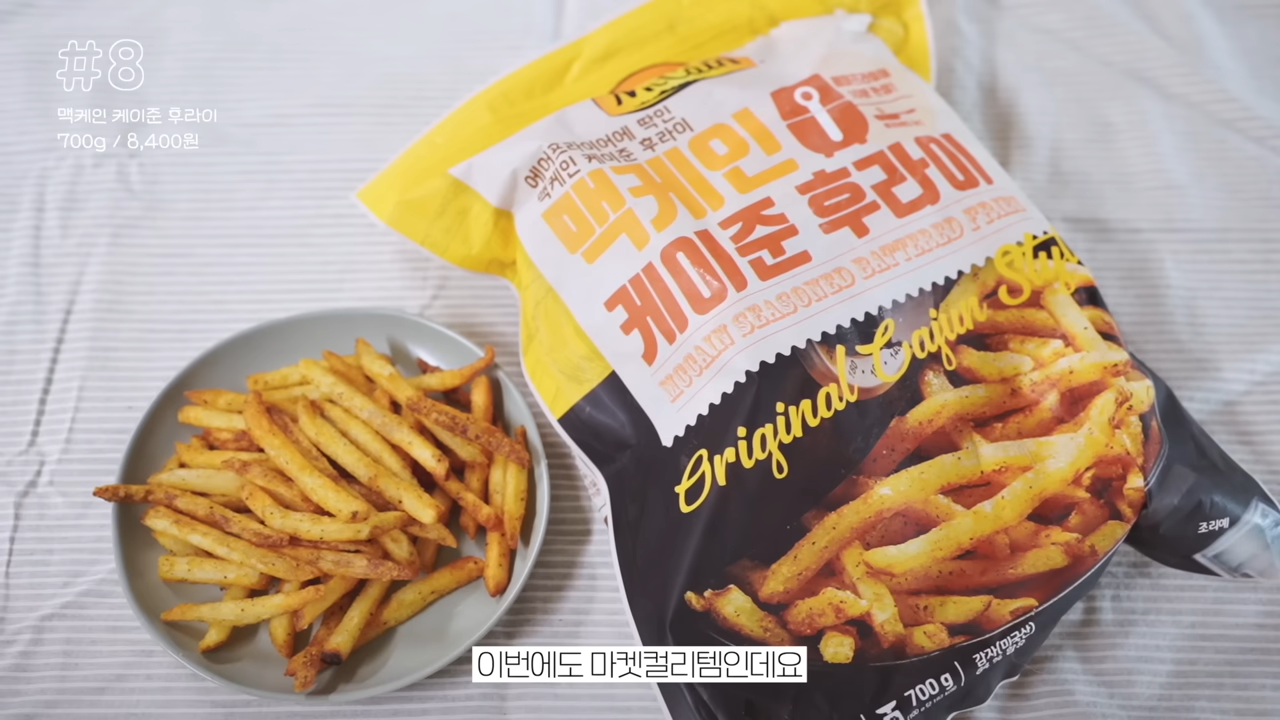 #8
맥케인 케이준 후라이
700g / 8,400원
McCain
에어프라이어에 딱인
맥케인 케이준 후라이
맥케인
케이준 후라이
MCCAIN SEASONED BATTERED FRIES
Original Cajun Style
조리예
700 g
감자(미국산)
이번에도 마켓컬리템인데요